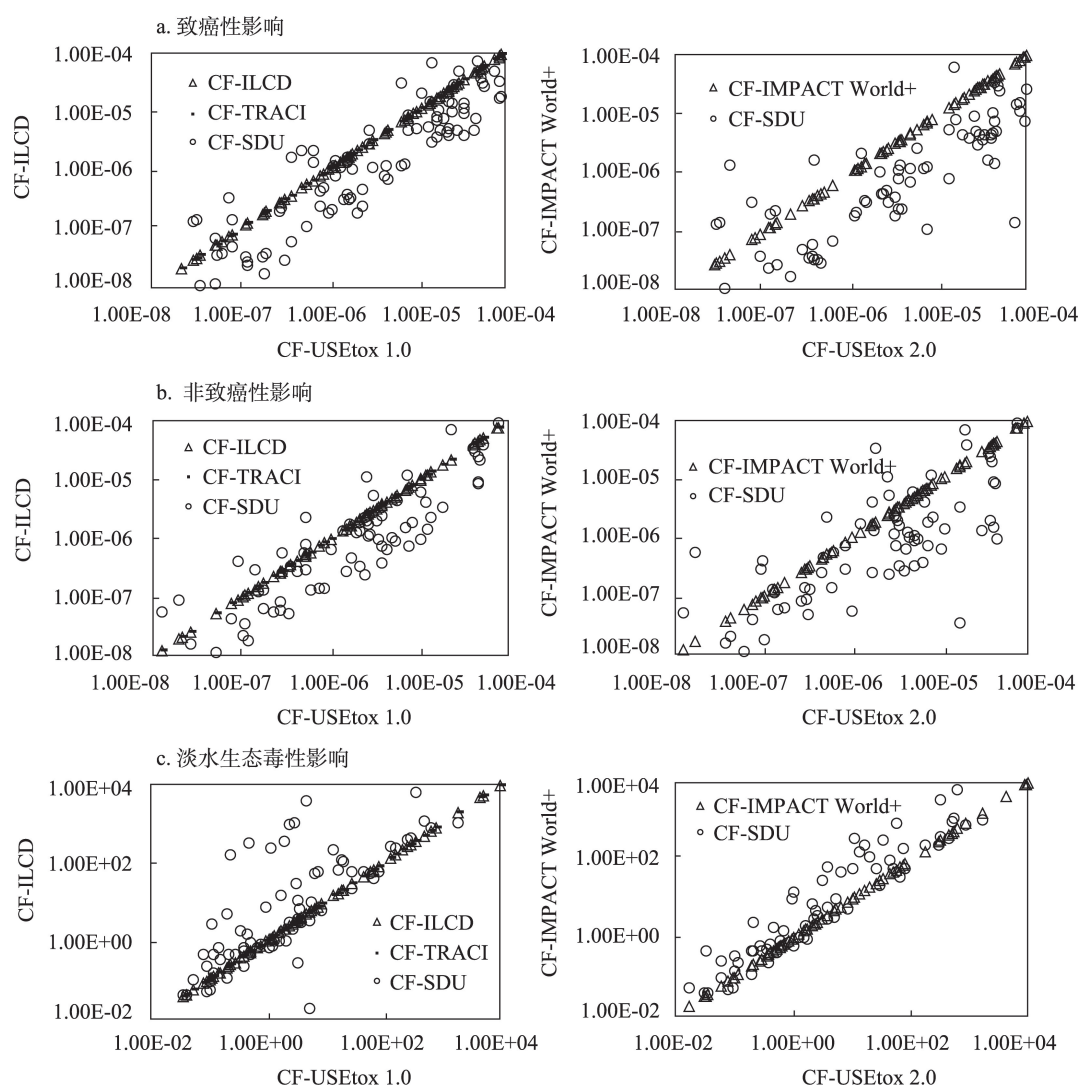 a. 致癌性影响
1.00E-04
1.00E-05
1.00E-06
1.00E-07
1.00E-08
CF-ILCD
CF-ILCD
CF-TRACI
CF-SDU
1.00E-08 1.00E-07 1.00E-06 1.00E-05 1.00E-04
CF-USEtox 1.0
1.00E-04
1.00E-05
1.00E-06
1.00E-07
1.00E-08
CF-IMPACT World+
CF-IMPACT World+
CF-SDU
1.00E-08 1.00E-07 1.00E-06 1.00E-05 1.00E-04
CF-USEtox 2.0
b. 非致癌性影响
1.00E-04
1.00E-05
1.00E-06
1.00E-07
1.00E-08
CF-ILCD
CF-ILCD
CF-TRACI
CF-SDU
1.00E-08 1.00E-07 1.00E-06 1.00E-05 1.00E-04
CF-USEtox 1.0
1.00E-04
1.00E-05
1.00E-06
1.00E-07
1.00E-08
CF-IMPACT World+
CF-IMPACT World+
CF-SDU
1.00E-08 1.00E-07 1.00E-06 1.00E-05 1.00E-04
CF-USEtox 2.0
c. 淡水生态毒性影响
1.00E+04
1.00E+02
1.00E+00
1.00E-02
CF-ILCD
CF-ILCD
CF-TRACI
CF-SDU
1.00E-02 1.00E+00 1.00E+02 1.00E+04
CF-USEtox 1.0
1.00E+04
1.00E+02
1.00E+00
1.00E-02
CF-IMPACT World+
CF-IMPACT World+
CF-SDU
1.00E-02 1.00E+00 1.00E+02 1.00E+04
CF-USEtox 2.0